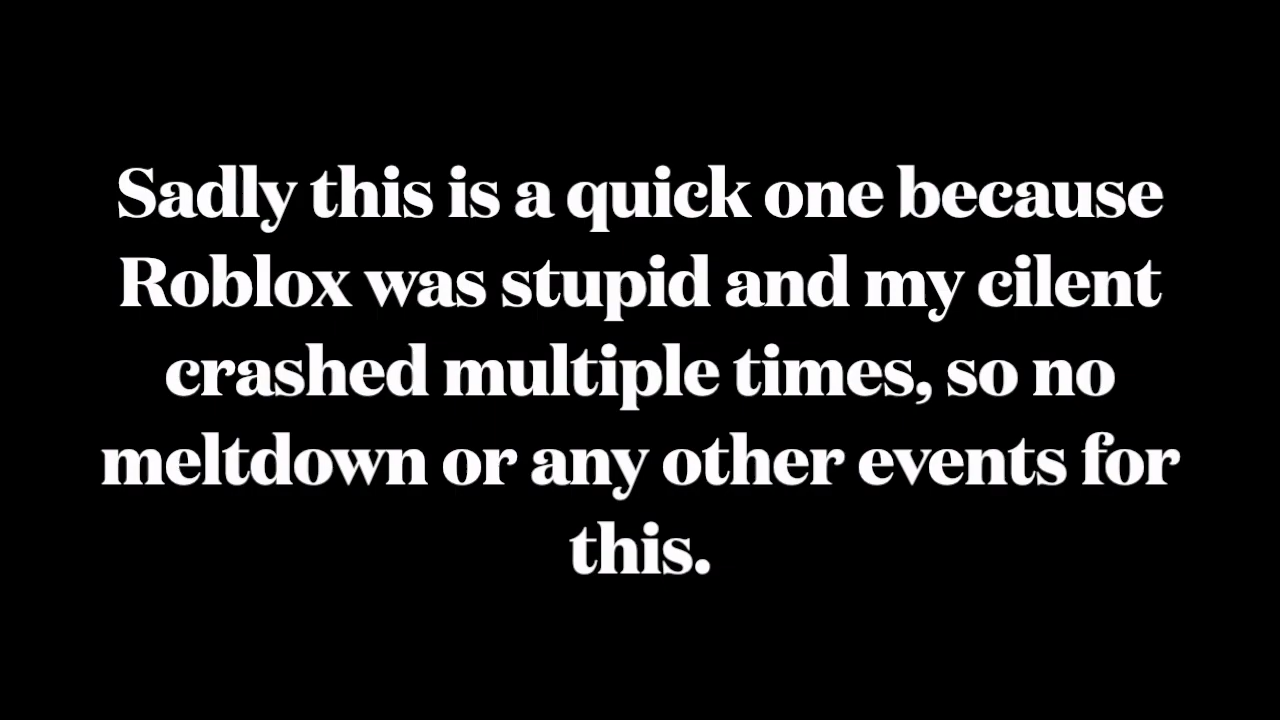 Sadly this is a quick one because
Roblox was stupid and my cilent
crashed multiple times, so no
meltdown or any other events for
this.